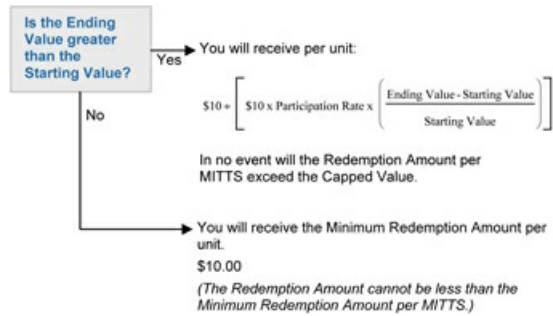 Is the Ending
Value greater
than the
Starting Value?
Yes
You will receive per unit:
$10 + [ $10 x Participation Rate x ( Ending Value - Starting Value
Starting Value ) ]
In no event will the Redemption Amount per
MITTS exceed the Capped Value.
No
You will receive the Minimum Redemption Amount per
unit.
$10.00
(The Redemption Amount cannot be less than the
Minimum Redemption Amount per MITTS.)